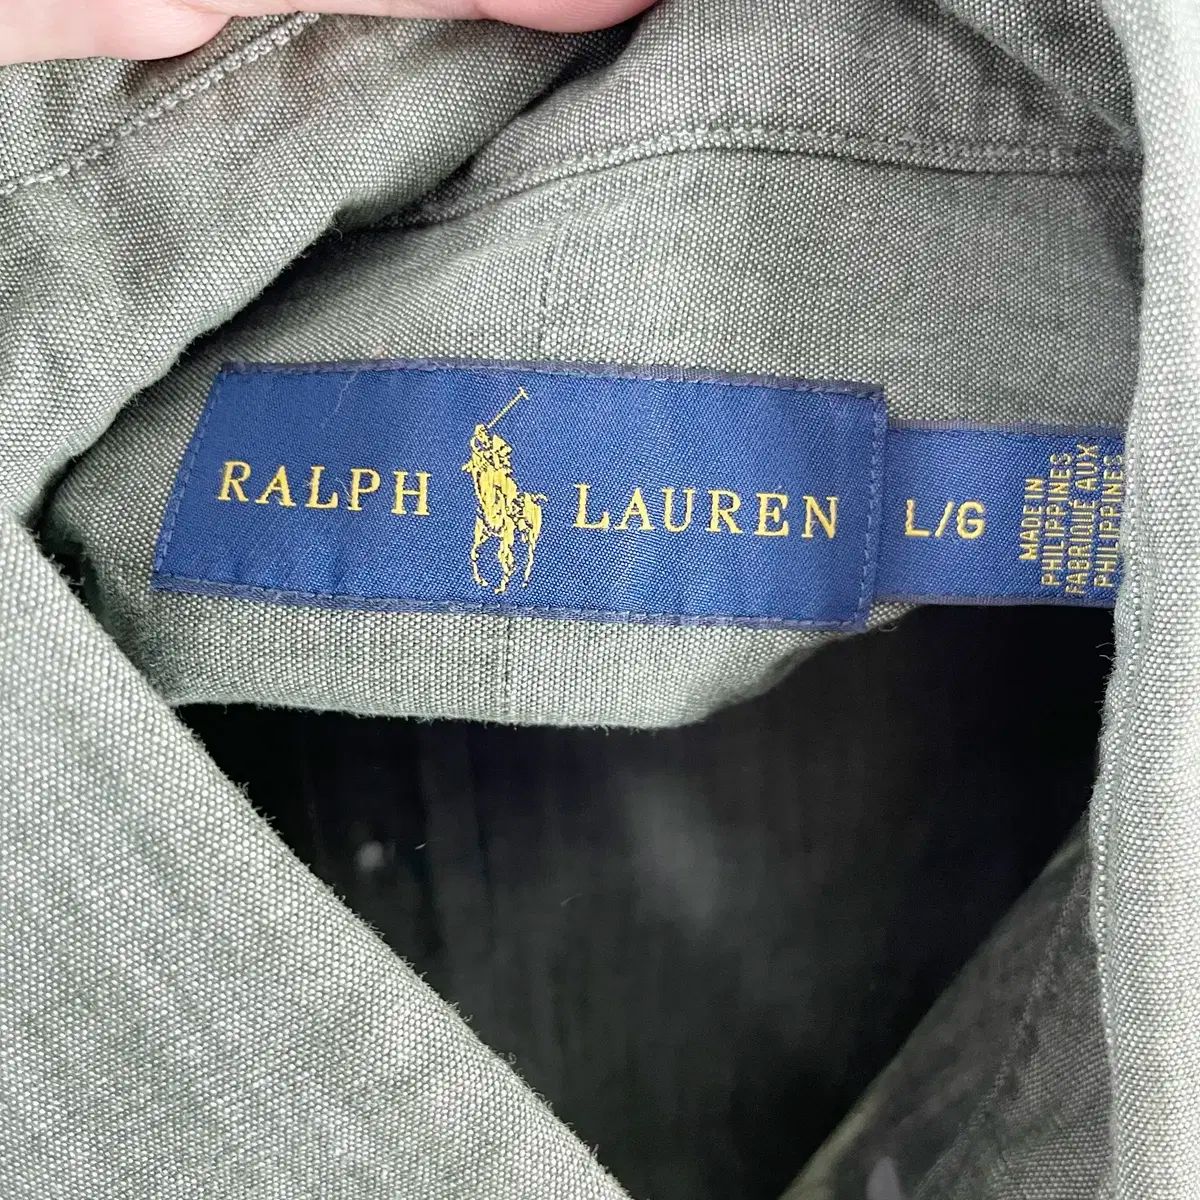 RALPH LAUREN
L/G
MADE IN
PHILIPPINES
FABRIQUÉ AUX
PHILIPPINES